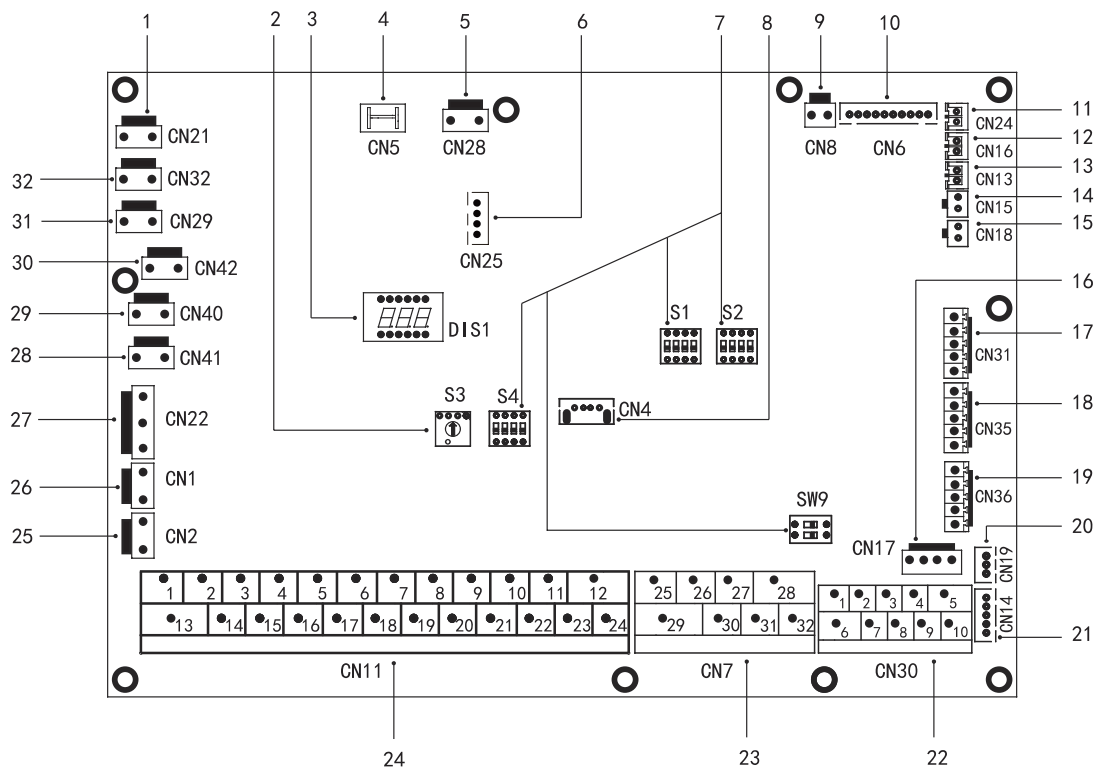 1 2 3 4 5 6 7 8 9 10
11
CN21 CN5 CN28 CN8 CN6 CN24
12
CN16
13
32 CN32 CN13
14
31 CN29 CN15
15
CN18
CN25
30 CN42
16
29 CN40 DIS1 S1 S2
17
28 CN41 CN31
18
27 CN22 S3 S4 CN4
CN35
19
26 CN1 CN36
SW9
20
25 CN2 CN17 CN19
1 2 3 4 5 6 7 8 9 10 11 12 25 26 27 28 1 2 3 4 5
13 14 15 16 17 18 19 20 21 22 23 24 29 30 31 32 6 7 8 9 10
CN14
21
CN11 CN7 CN30
24 23 22